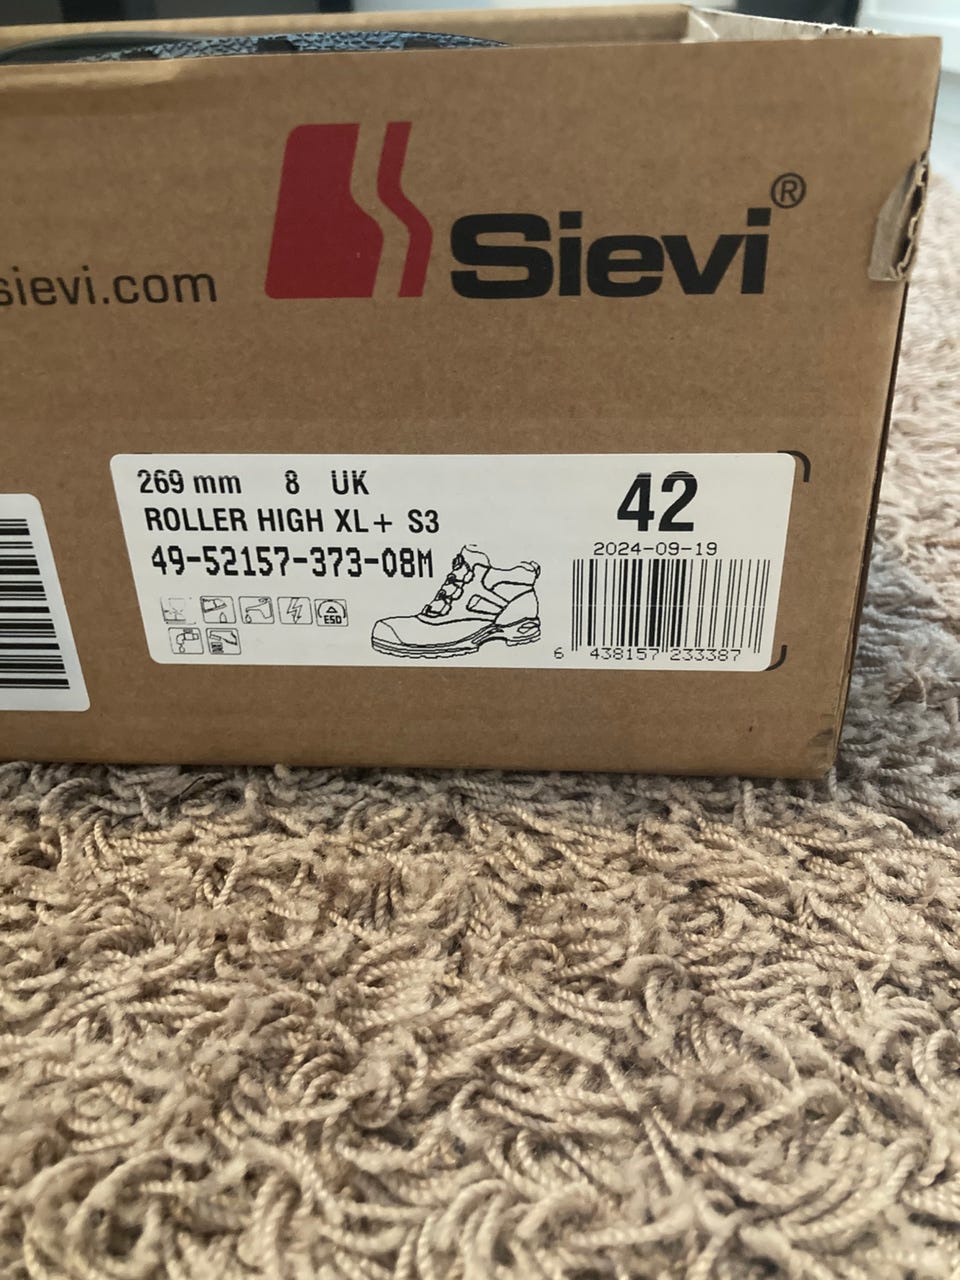 Sievi®
sievi.com
269 mm 8 UK
42
ROLLER HIGH XL+ S3
2024-09-19
49-52157-373-08M
ESD
6 438157 233387